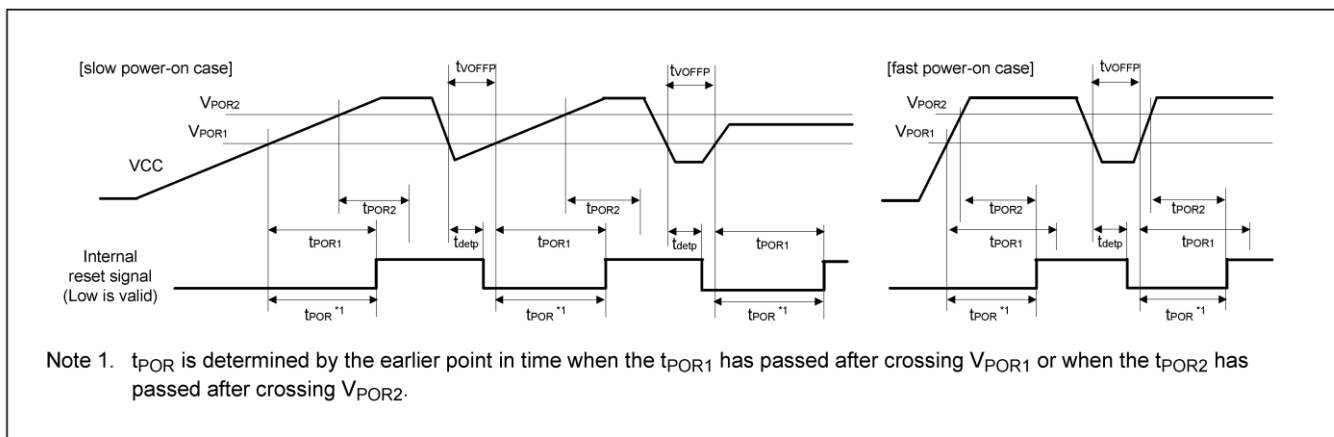 [slow power-on case]
tVOFFP
tVOFFP
[fast power-on case]
tVOFFP
VPOR2
VPOR2
VPOR1
VPOR1
VCC
tPOR2
tPOR2
tPOR2
tPOR2
tPOR1
tdetp
tPOR1
tdetp
tPOR1
tPOR1
tdetp
tPOR1
Internal
reset signal
(Low is valid)
tPOR *1
tPOR *1
tPOR *1
tPOR *1
tPOR *1
Note 1. tPOR is determined by the earlier point in time when the tPOR1 has passed after crossing VPOR1 or when the tPOR2 has
passed after crossing VPOR2.